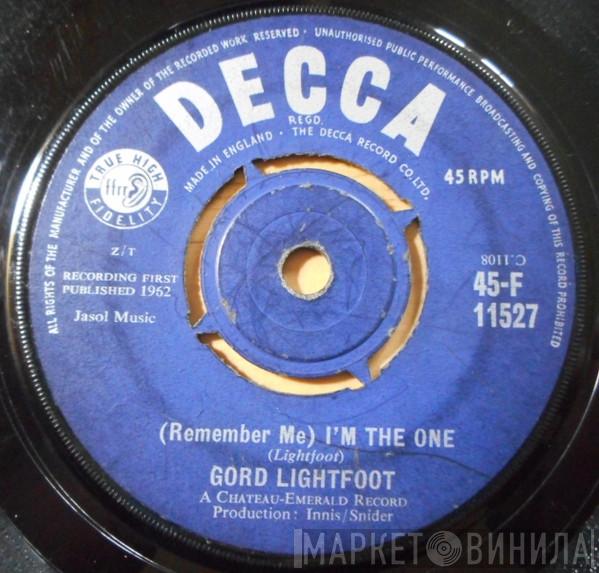 ALL RIGHTS OF THE MANUFACTURER AND OF THE OWNER OF THE RECORDED WORK RESERVED · UNAUTHORISED PUBLIC PERFORMANCE BROADCASTING AND COPYING OF THIS RECORD PROHIBITED
DECCA
REGD.
MADE IN ENGLAND · THE DECCA RECORD CO., LTD.
TRUE HIGH
ffrr
FIDELITY
45 RPM
Z/T
RECORDING FIRST
PUBLISHED 1962
Jasol Music
C.1108
45-F
11527
(Remember Me) I'M THE ONE
(Lightfoot)
GORD LIGHTFOOT
A CHATEAU-EMERALD RECORD
Production: Innis/Snider
МАРКЕТ ВИНИЛА